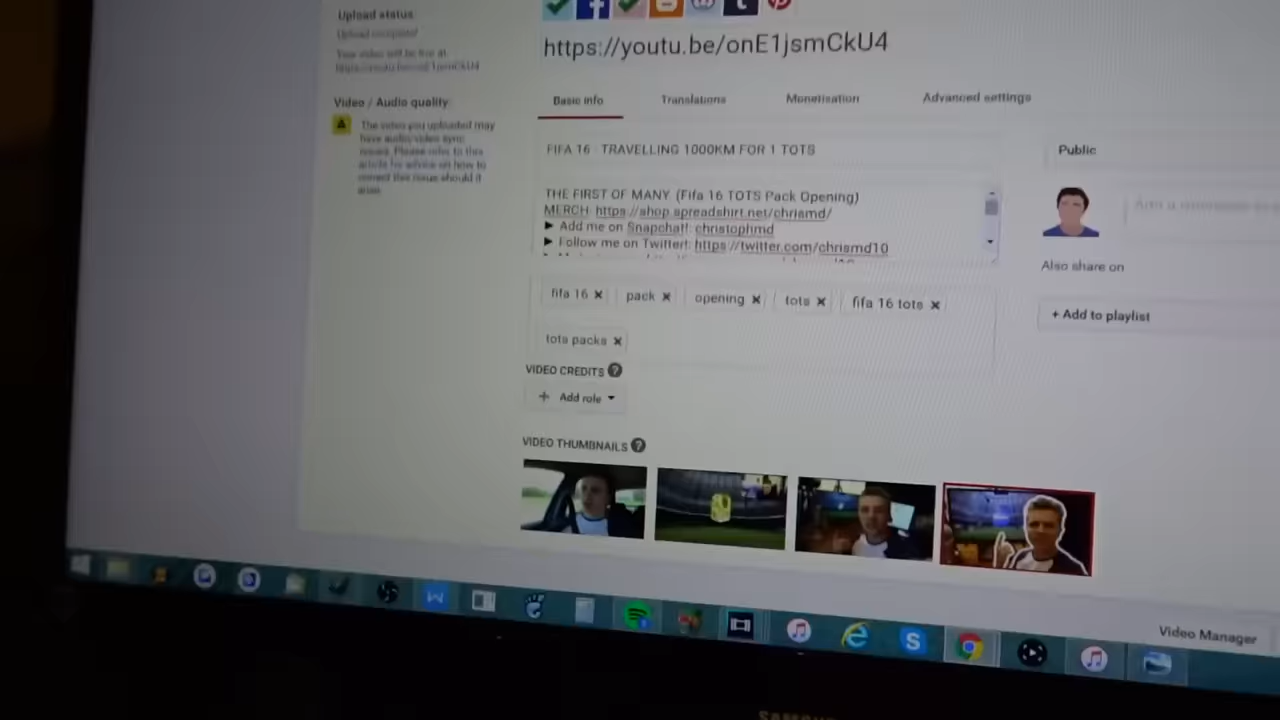 Upload status
Upload completed
Your video will be live at:
https://youtu.be/onE1jsmCkU4
Video / Audio quality
The video you uploaded may
have audio/video sync
issues. Please refer to this
article for advice on how to
correct this issue should it
arise.
https://youtu.be/onE1jsmCkU4
Basic info
Translations
Monetisation
Advanced settings
FIFA 16 - TRAVELLING 1000KM FOR 1 TOTS
Public
THE FIRST OF MANY (Fifa 16 TOTS Pack Opening)
MERCH: https://shop.spreadshirt.net/chrismd/
► Add me on Snapchat!: christophmd
► Follow me on Twitter!: https://twitter.com/chrismd10
Add a message
Also share on
+ Add to playlist
fifa 16 x pack x opening x tots x fifa 16 tots x
tots packs x
VIDEO CREDITS ?
+ Add role
VIDEO THUMBNAILS ?
Video Manager
SAMSUNG